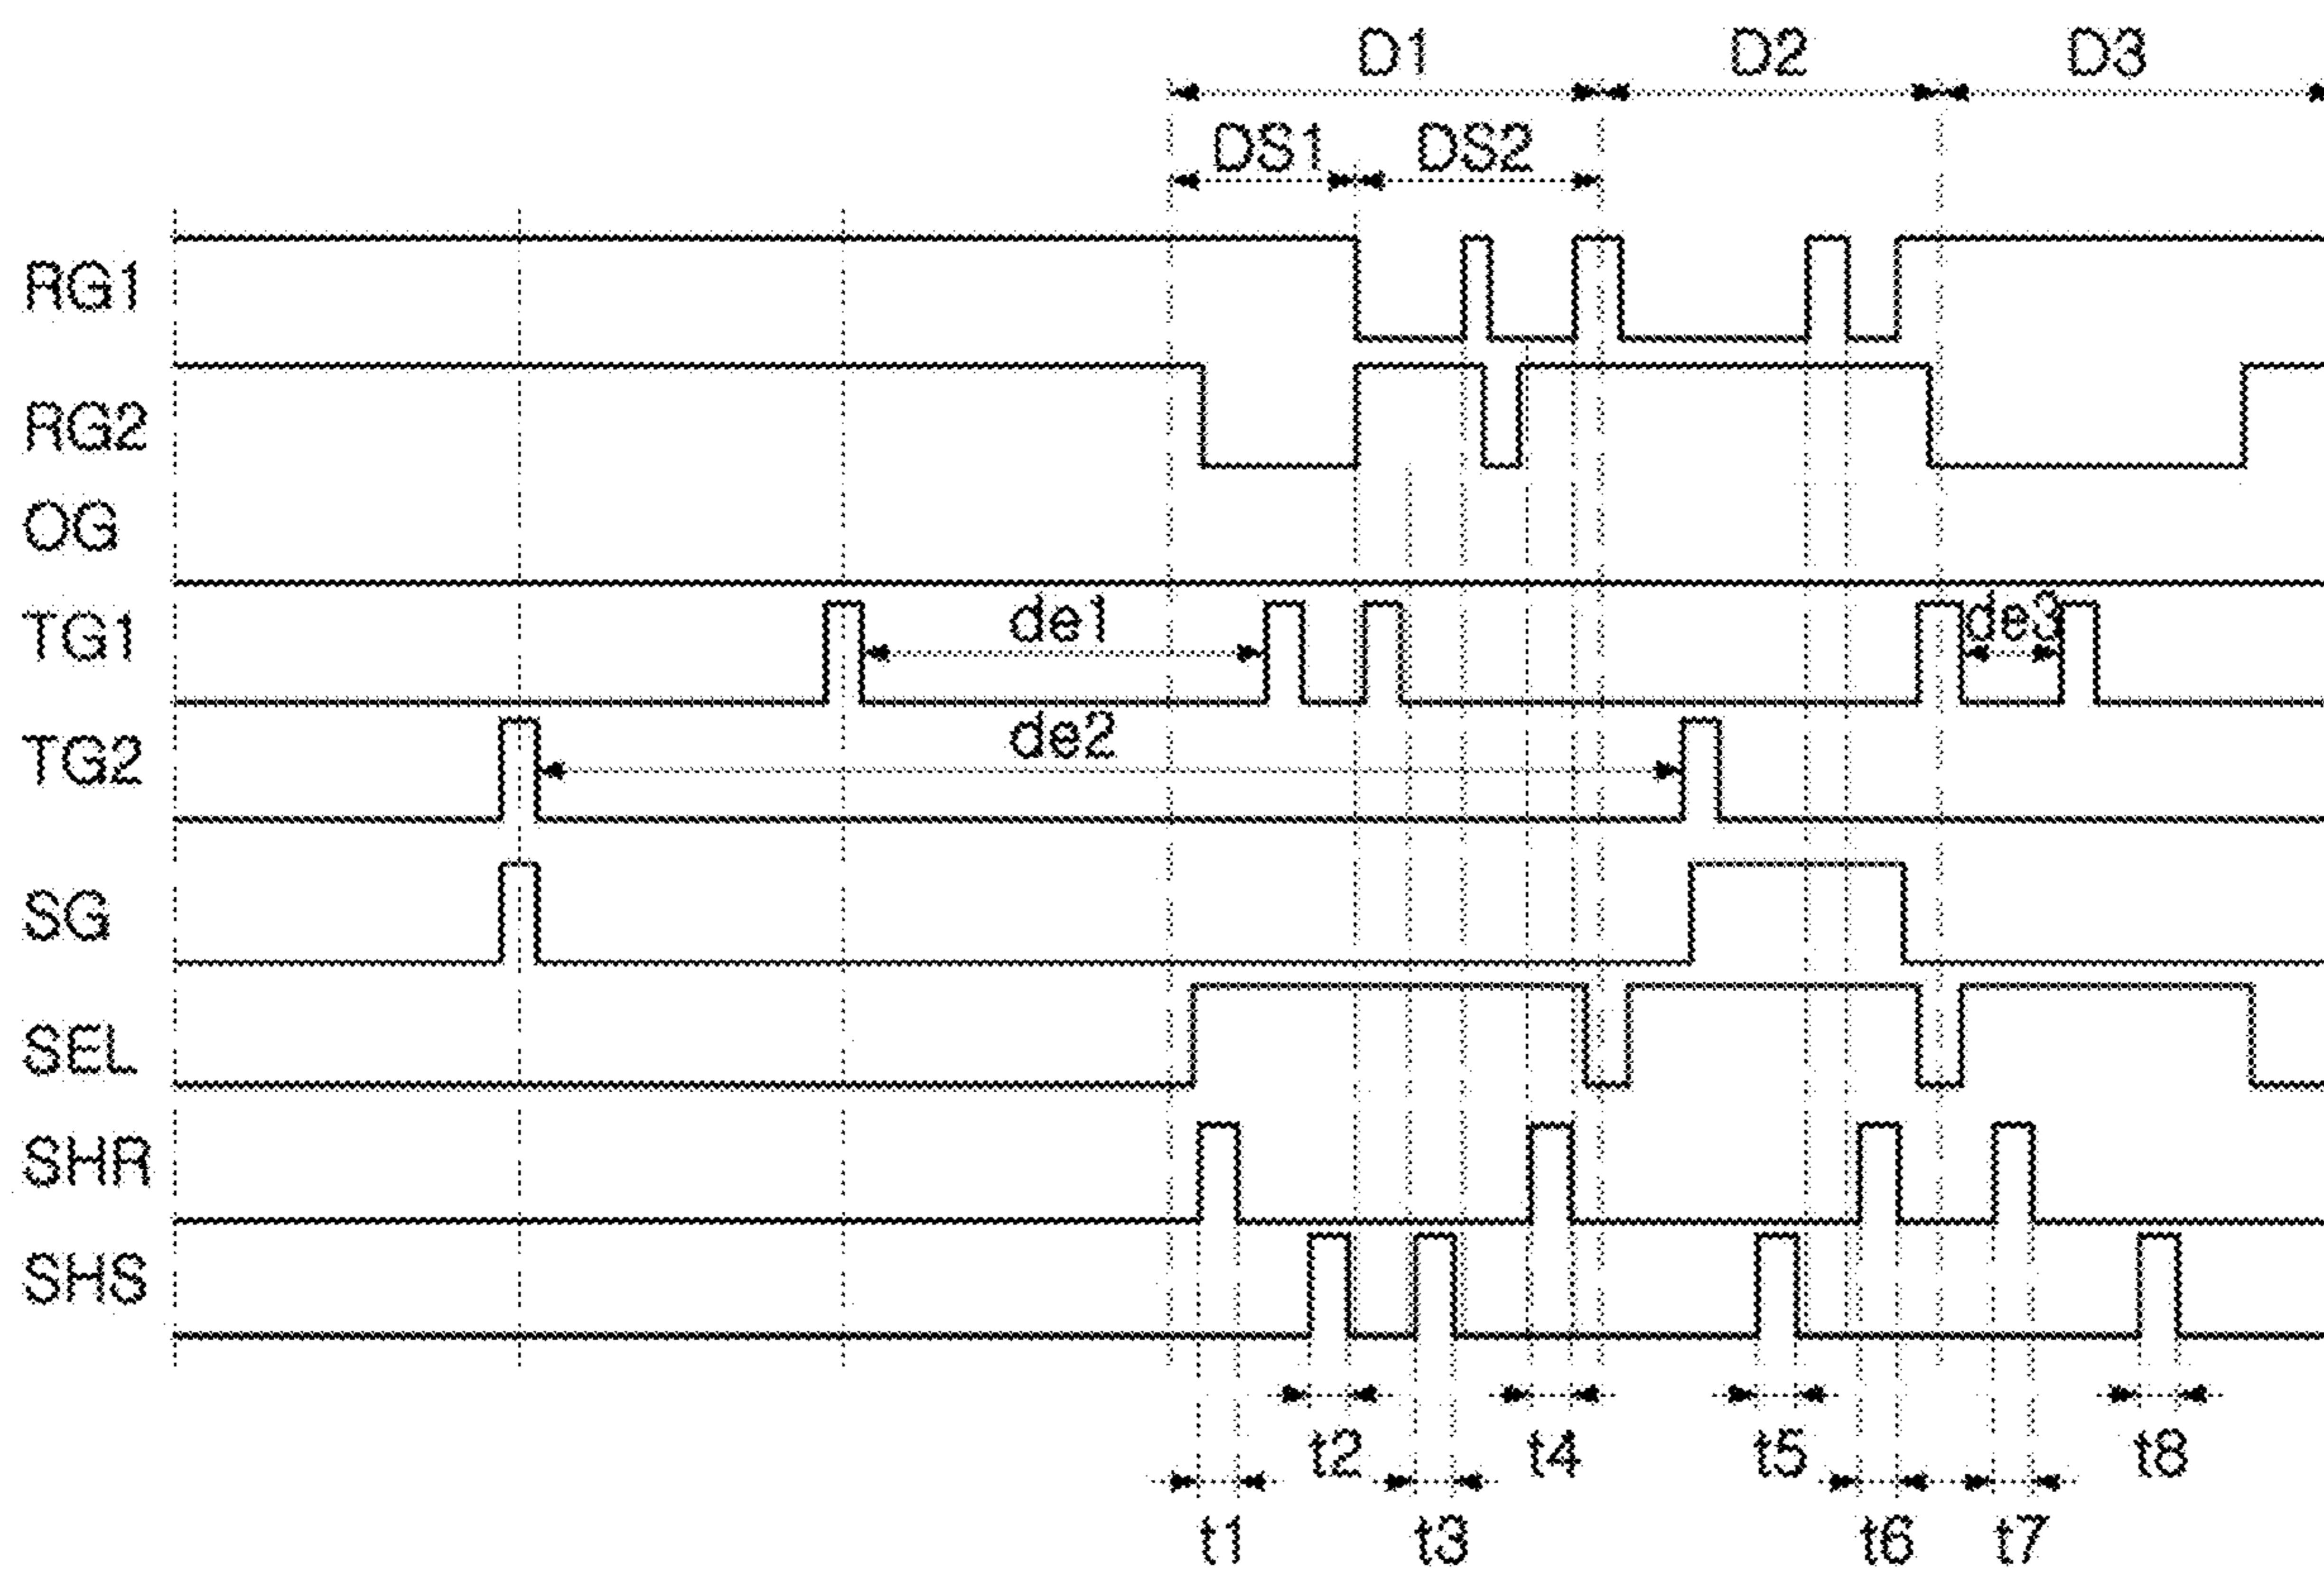 D1 D2 D3
DS1 DS2
RG1
RG2
OG
TG1 de1 de3
TG2 de2
SG
SEL
SHR
SHS
t2 t4 t5 t8
t1 t3 t6 t7